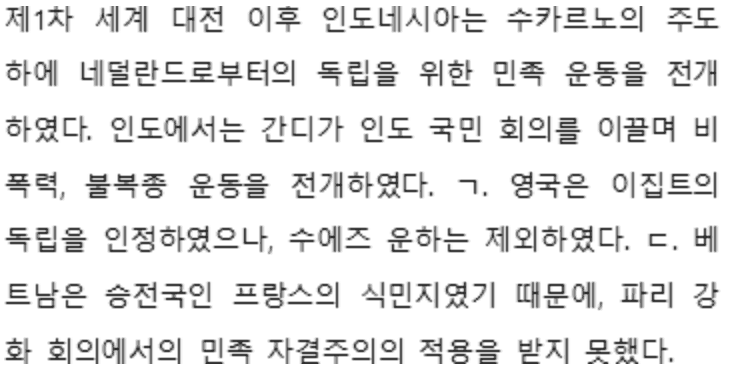 제1차 세계 대전 이후 인도네시아는 수카르노의 주도
하에 네덜란드로부터의 독립을 위한 민족 운동을 전개
하였다. 인도에서는 간디가 인도 국민 회의를 이끌며 비
폭력, 불복종 운동을 전개하였다. ㄱ. 영국은 이집트의
독립을 인정하였으나, 수에즈 운하는 제외하였다. ㄷ. 베
트남은 승전국인 프랑스의 식민지였기 때문에, 파리 강
화 회의에서의 민족 자결주의의 적용을 받지 못했다.